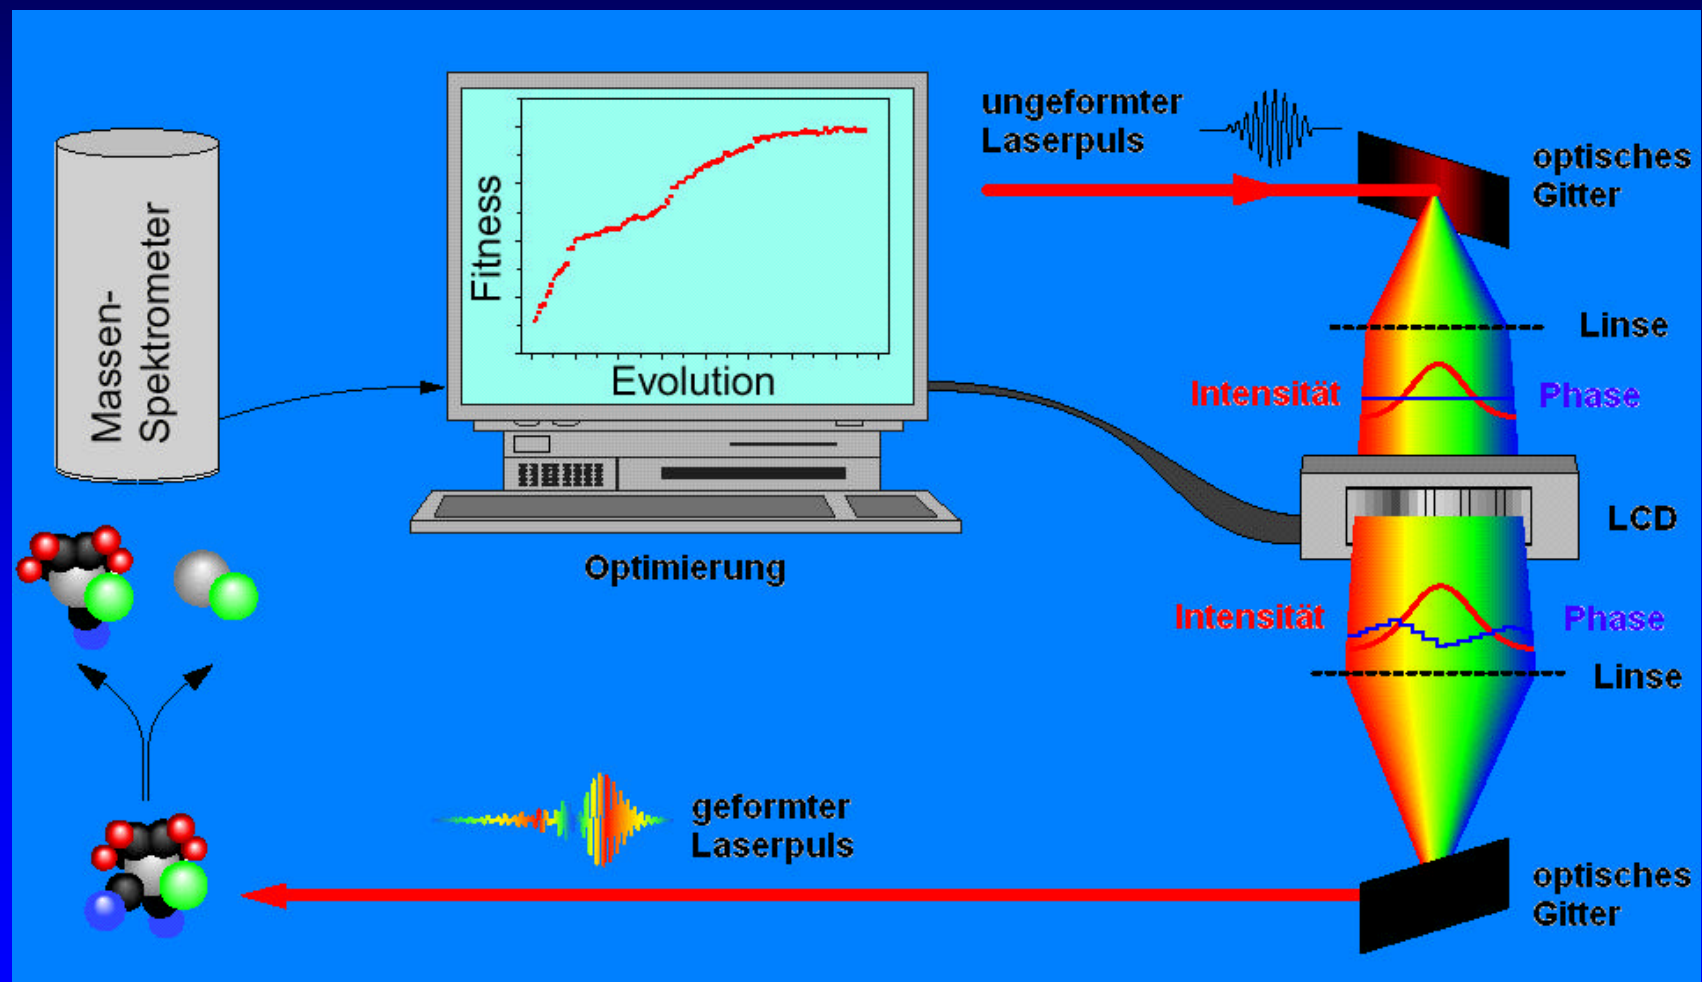 ungeformter
Laserpuls
optisches
Gitter
Massen-
Spektrometer
Fitness
Evolution
Linse
Intensität
Phase
LCD
Optimierung
Intensität
Phase
Linse
geformter
Laserpuls
optisches
Gitter